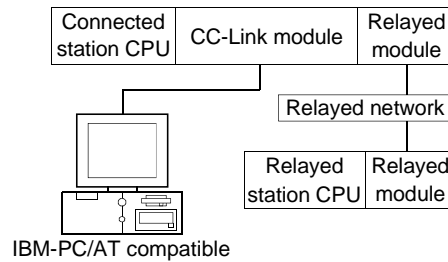 Connected
station CPU
CC-Link module
Relayed
module
Relayed network
Relayed
station CPU
Relayed
module
IBM-PC/AT compatible